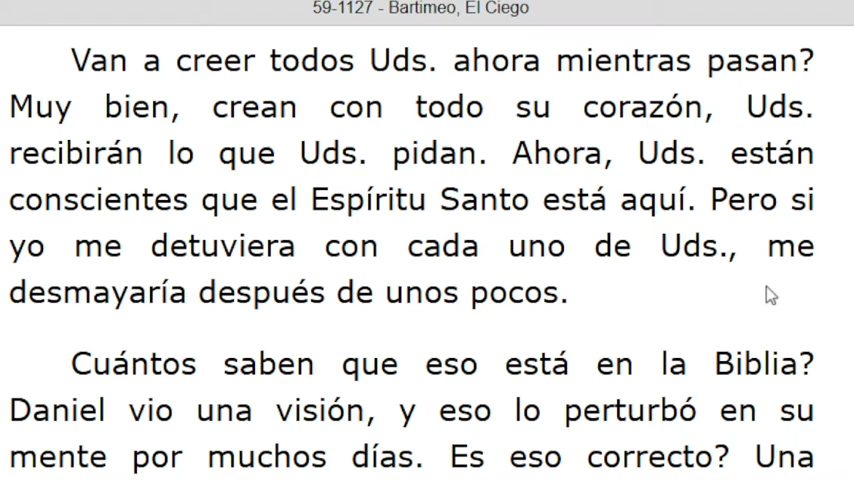 59-1127 - Bartimeo, El Ciego
Van a creer todos Uds. ahora mientras pasan?
Muy bien, crean con todo su corazón, Uds.
recibirán lo que Uds. pidan. Ahora, Uds. están
conscientes que el Espíritu Santo está aquí. Pero si
yo me detuviera con cada uno de Uds., me
desmayaría después de unos pocos.
Cuántos saben que eso está en la Biblia?
Daniel vio una visión, y eso lo perturbó en su
mente por muchos días. Es eso correcto? Una